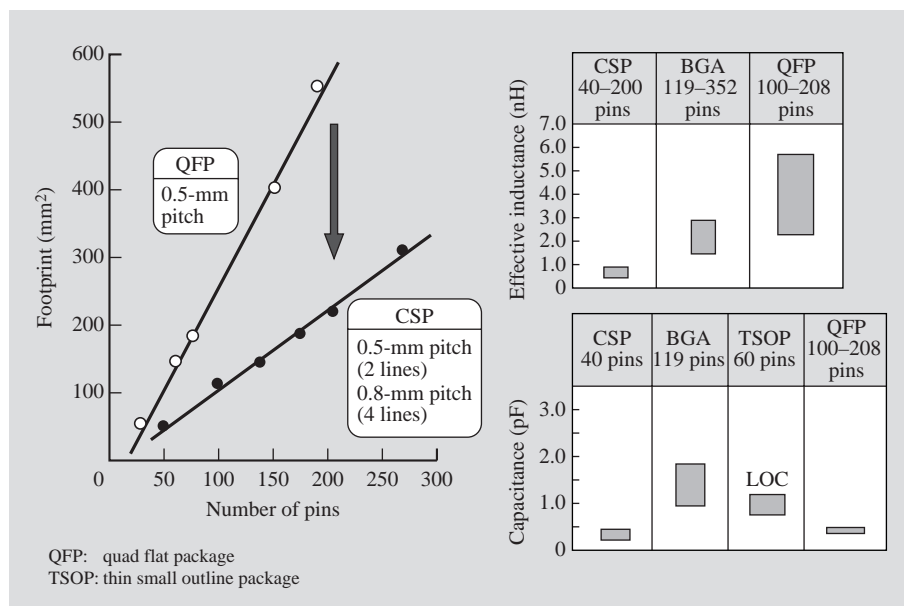 600
500
400
300
200
100
0
50
100
150
200
250
300
Footprint (mm²)
Number of pins
QFP
0.5-mm
pitch
CSP
0.5-mm pitch
(2 lines)
0.8-mm pitch
(4 lines)
QFP: quad flat package
TSOP: thin small outline package
CSP
40–200
pins
BGA
119–352
pins
QFP
100–208
pins
Effective inductance (nH)
7.0
6.0
5.0
4.0
3.0
2.0
1.0
0
CSP
40 pins
BGA
119 pins
TSOP
60 pins
QFP
100–208
pins
Capacitance (pF)
3.0
2.0
1.0
0
LOC